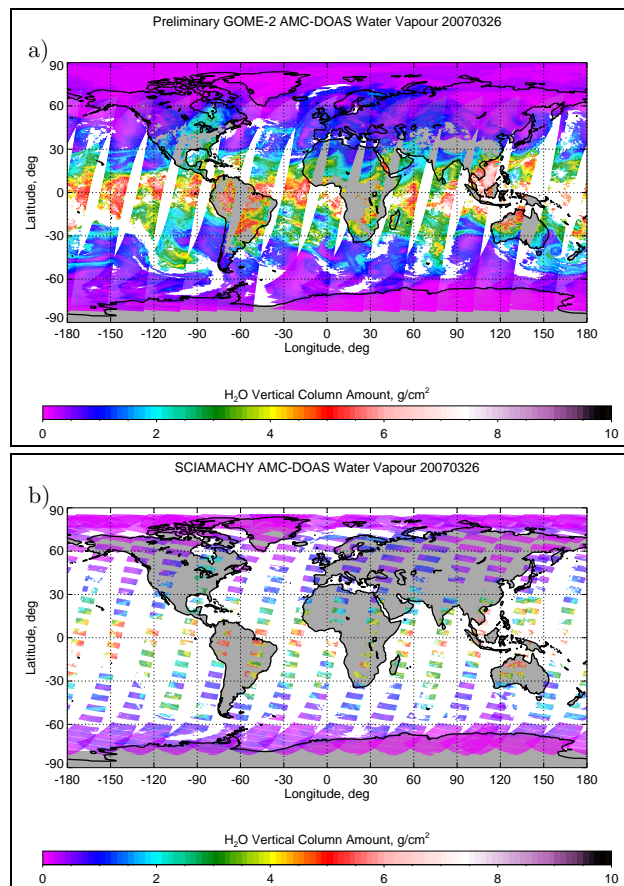 Preliminary GOME-2 AMC-DOAS Water Vapour 20070326
a)
90
60
30
0
-30
-60
-90
Latitude, deg
-180 -150 -120 -90 -60 -30 0 30 60 90 120 150 180
Longitude, deg
H₂O Vertical Column Amount, g/cm²
0 2 4 6 8 10
SCIAMACHY AMC-DOAS Water Vapour 20070326
b)
90
60
30
0
-30
-60
-90
Latitude, deg
-180 -150 -120 -90 -60 -30 0 30 60 90 120 150 180
Longitude, deg
H₂O Vertical Column Amount, g/cm²
0 2 4 6 8 10